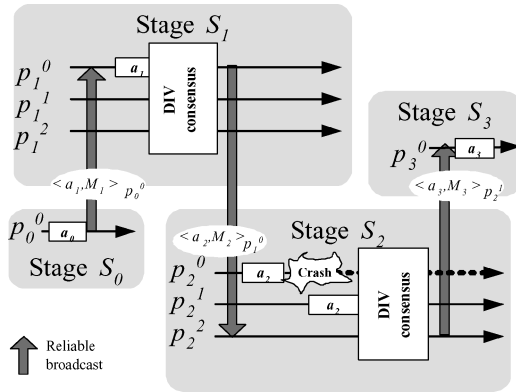 Stage S1
p1^0 a1
p1^1
p1^2
DIV consensus
Stage S3
p3^0 a3
< a1, M1 > p0^0
< a3, M3 > p2^1
p0^0 a0
Stage S0
< a2, M2 > p1^0
Stage S2
p2^0 a2 Crash
p2^1 a2
p2^2
DIV consensus
Reliable
broadcast